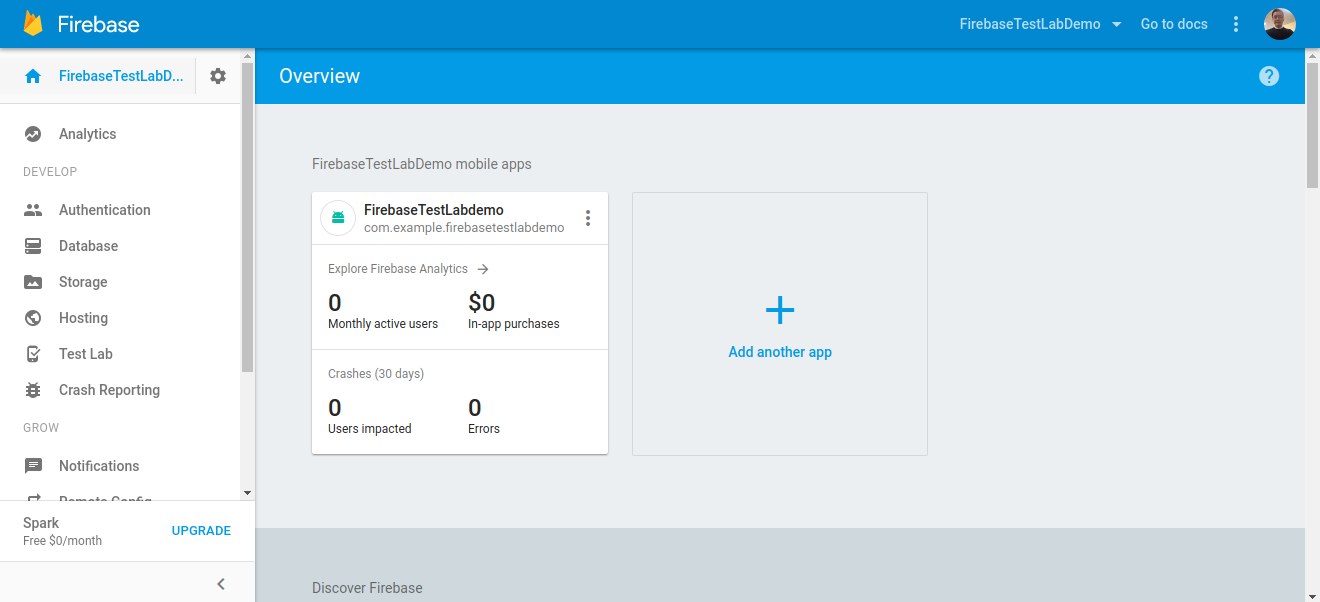 Firebase
FirebaseTestLabDemo
Go to docs
FirebaseTestLabD...
Overview
?
Analytics
DEVELOP
Authentication
Database
Storage
Hosting
Test Lab
Crash Reporting
GROW
Notifications
Remote Config
Spark
Free $0/month
UPGRADE
FirebaseTestLabDemo mobile apps
FirebaseTestLabdemo
com.example.firebasetestlabdemo
Explore Firebase Analytics
0
Monthly active users
$0
In-app purchases
Crashes (30 days)
0
Users impacted
0
Errors
Add another app
Discover Firebase